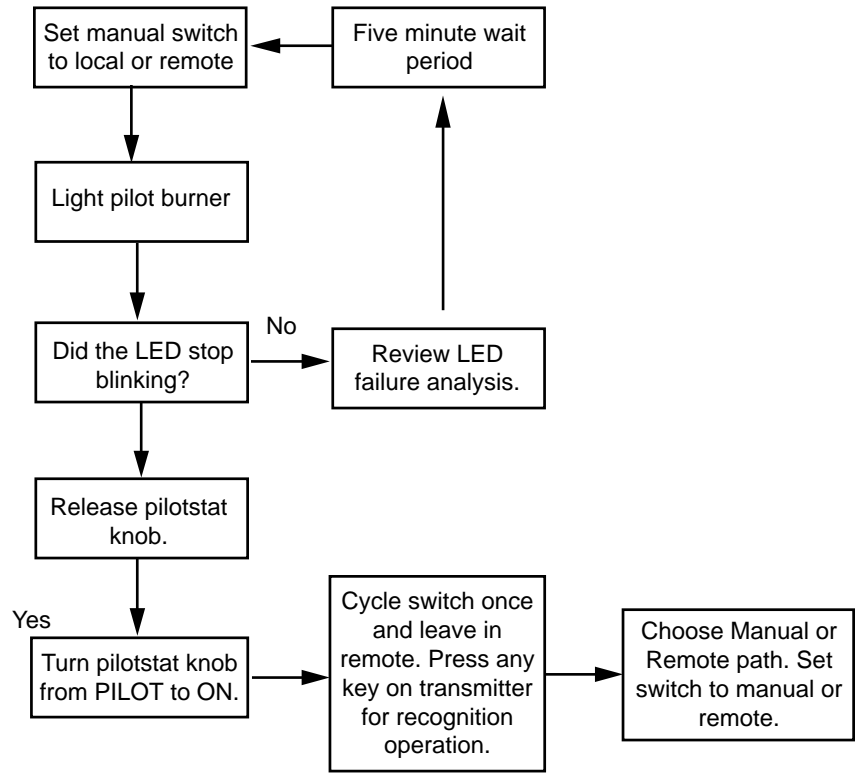 Set manual switch
to local or remote
Five minute wait
period
Light pilot burner
Did the LED stop
blinking?
No
Review LED
failure analysis.
Release pilotstat
knob.
Yes
Turn pilotstat knob
from PILOT to ON.
Cycle switch once
and leave in
remote. Press any
key on transmitter
for recognition
operation.
Choose Manual or
Remote path. Set
switch to manual or
remote.